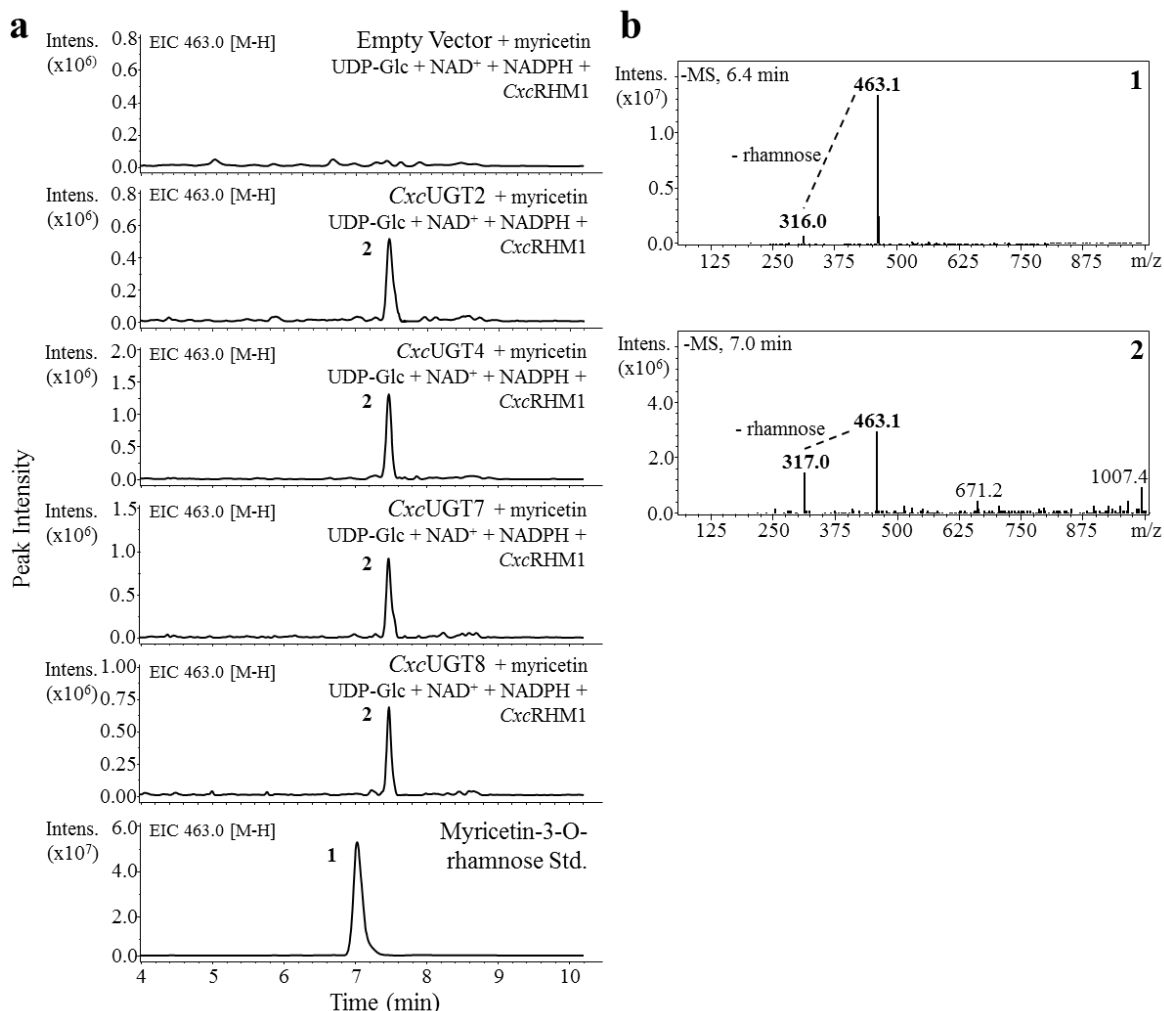 a
Intens.
(x10⁶)
0.8
0.6
0.4
0.2
0.0
EIC 463.0 [M-H]
Empty Vector + myricetin
UDP-Glc + NAD⁺ + NADPH +
CxcRHM1
Intens.
(x10⁶)
0.8
0.6
0.4
0.2
0.0
EIC 463.0 [M-H]
CxcUGT2 + myricetin
UDP-Glc + NAD⁺ + NADPH +
CxcRHM1
2
Intens.
(x10⁶)
2.0
1.5
1.0
0.5
0.0
EIC 463.0 [M-H]
CxcUGT4 + myricetin
UDP-Glc + NAD⁺ + NADPH +
CxcRHM1
2
Intens.
(x10⁶)
1.5
1.0
0.5
0.0
EIC 463.0 [M-H]
CxcUGT7 + myricetin
UDP-Glc + NAD⁺ + NADPH +
CxcRHM1
2
Intens.
(x10⁶)
1.00
0.75
0.50
0.25
0.00
EIC 463.0 [M-H]
CxcUGT8 + myricetin
UDP-Glc + NAD⁺ + NADPH +
CxcRHM1
2
Intens.
(x10⁷)
6.0
4.0
2.0
0.0
EIC 463.0 [M-H]
Myricetin-3-O-
rhamnose Std.
1
4 5 6 7 8 9 10
Time (min)
Peak Intensity
b
Intens.
(x10⁷)
1.0
0.5
0.0
-MS, 6.4 min
1
463.1
- rhamnose
316.0
125 250 375 500 625 750 875 m/z
Intens.
(x10⁶)
4.0
2.0
0.0
-MS, 7.0 min
2
463.1
- rhamnose
317.0
671.2
1007.4
125 250 375 500 625 750 875 m/z